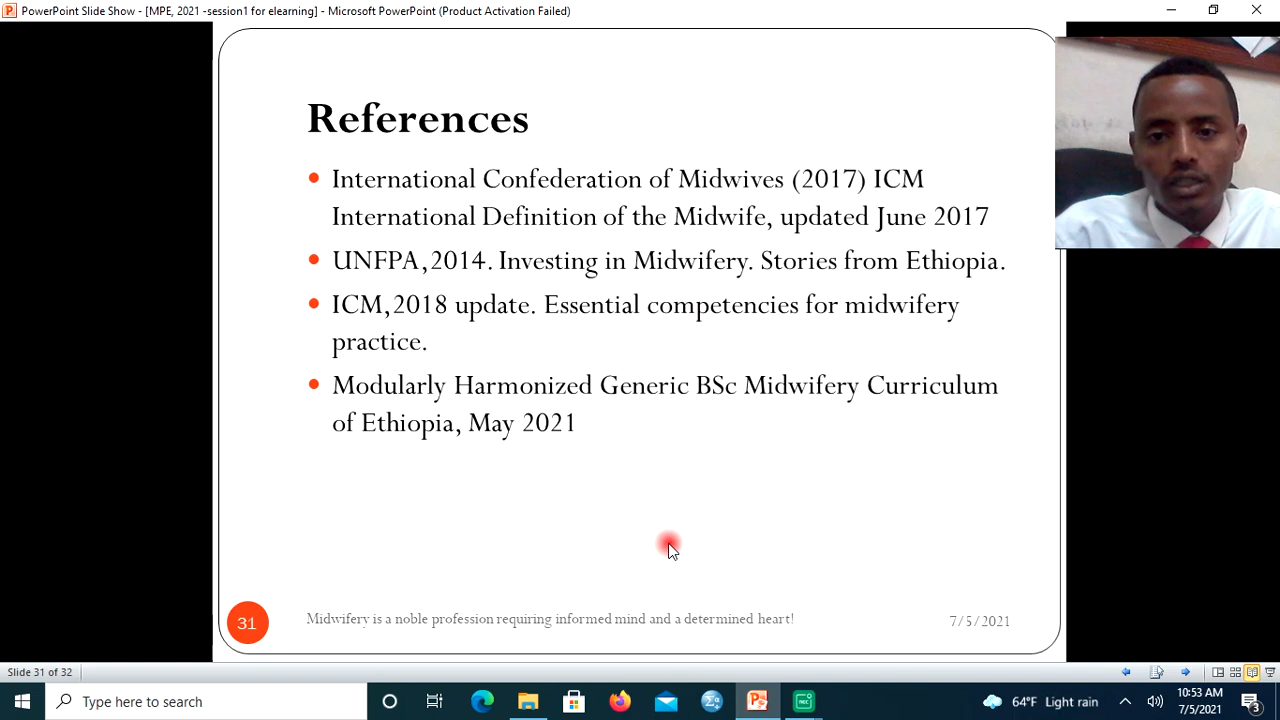 PowerPoint Slide Show - [MPE, 2021 -session1 for elearning] - Microsoft PowerPoint (Product Activation Failed)
References
International Confederation of Midwives (2017) ICM
International Definition of the Midwife, updated June 2017
UNFPA,2014. Investing in Midwifery. Stories from Ethiopia.
ICM,2018 update. Essential competencies for midwifery
practice.
Modularly Harmonized Generic BSc Midwifery Curriculum
of Ethiopia, May 2021
31
Midwifery is a noble profession requiring informed mind and a determined heart!
7/5/2021
Slide 31 of 32
Type here to search
64°F Light rain
10:53 AM
7/5/2021
3